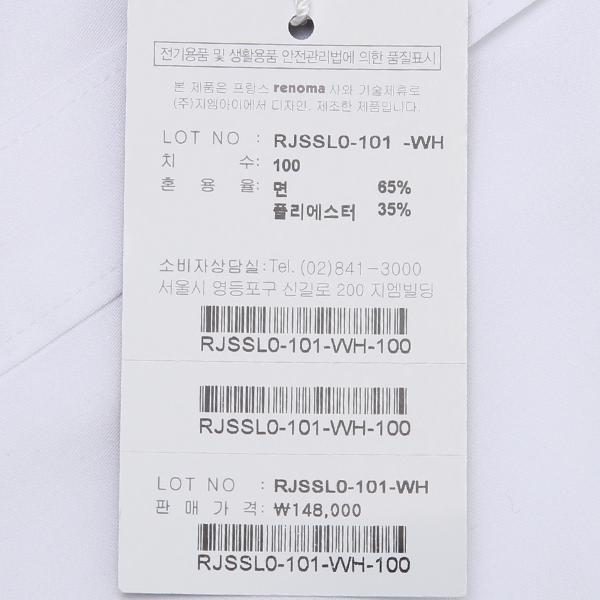 전기용품 및 생활용품 안전관리법에 의한 품질표시
본 제품은 프랑스 renoma 사와 기술제휴로
(주)지엠아이에서 디자인, 제조한 제품입니다.
LOT NO : RJSSL0-101 -WH
치 수: 100
혼 용 율: 면 65%
폴리에스터 35%
소비자상담실:Tel. (02)841-3000
서울시 영등포구 신길로 200 지엠빌딩
RJSSL0-101-WH-100
RJSSL0-101-WH-100
LOT NO : RJSSL0-101-WH
판 매 가 격: ₩148,000
RJSSL0-101-WH-100